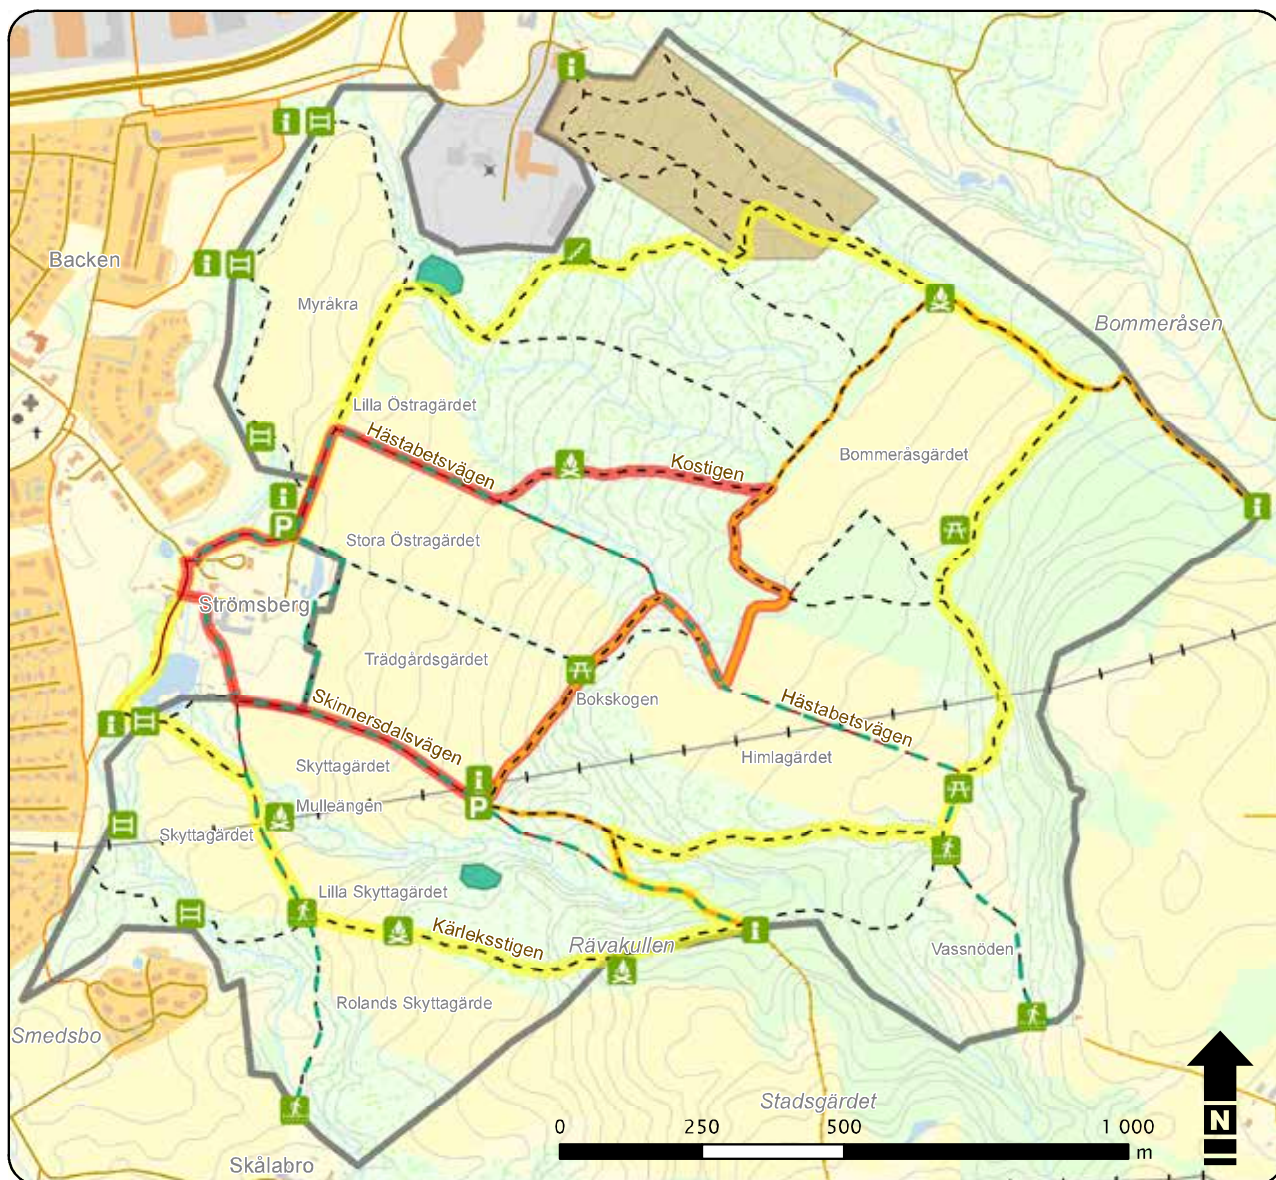 Backen
Myråkra
Bommeråsen
Lilla Östragärdet
Hästabetsvägen
Kostigen
Bommeråsgärdet
P
Stora Östragärdet
Strömsberg
Trädgårdsgärdet
Bokskogen
Skinnersdalsvägen
Hästabetsvägen
Skyttagärdet
Himlagärdet
Mulleängen
P
Skyttagärdet
Lilla Skyttagärdet
Kärleksstigen
Rävakullen
Vassnöden
Rolands Skyttagärde
Smedsbo
Stadsgärdet
0 250 500 1 000
m
N
Skålabro